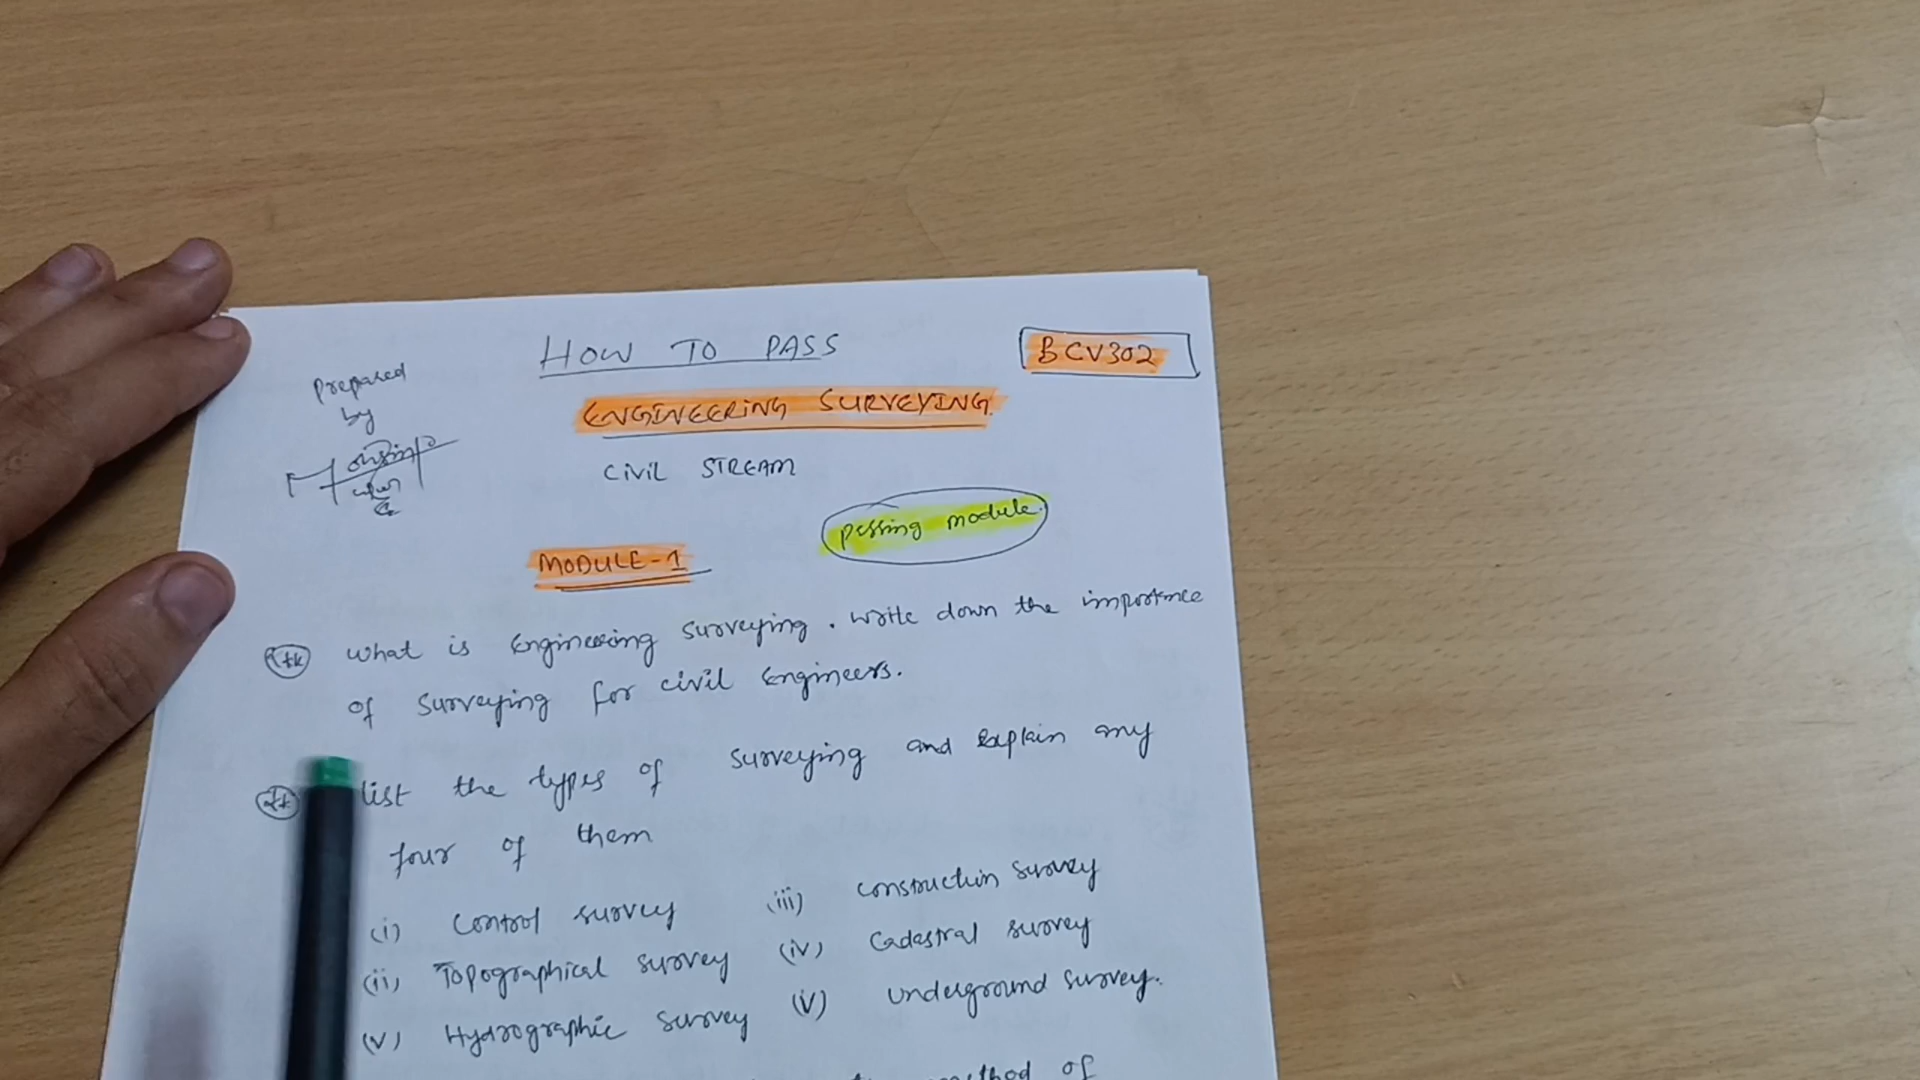 HOW TO PASS
BCV302
Prepared
by
ENGINEERING SURVEYING.
Civil STREAM
passing module.
MODULE-1
what is Engineering surveying. write down the importance
of surveying for civil Engineers.
list the types of surveying and Explain any
four of them
(i) control survey (iii) construction survey
(ii) Topographical survey (iv) Cadastral survey
(v) Hydrographic survey (v) underground survey.
method of